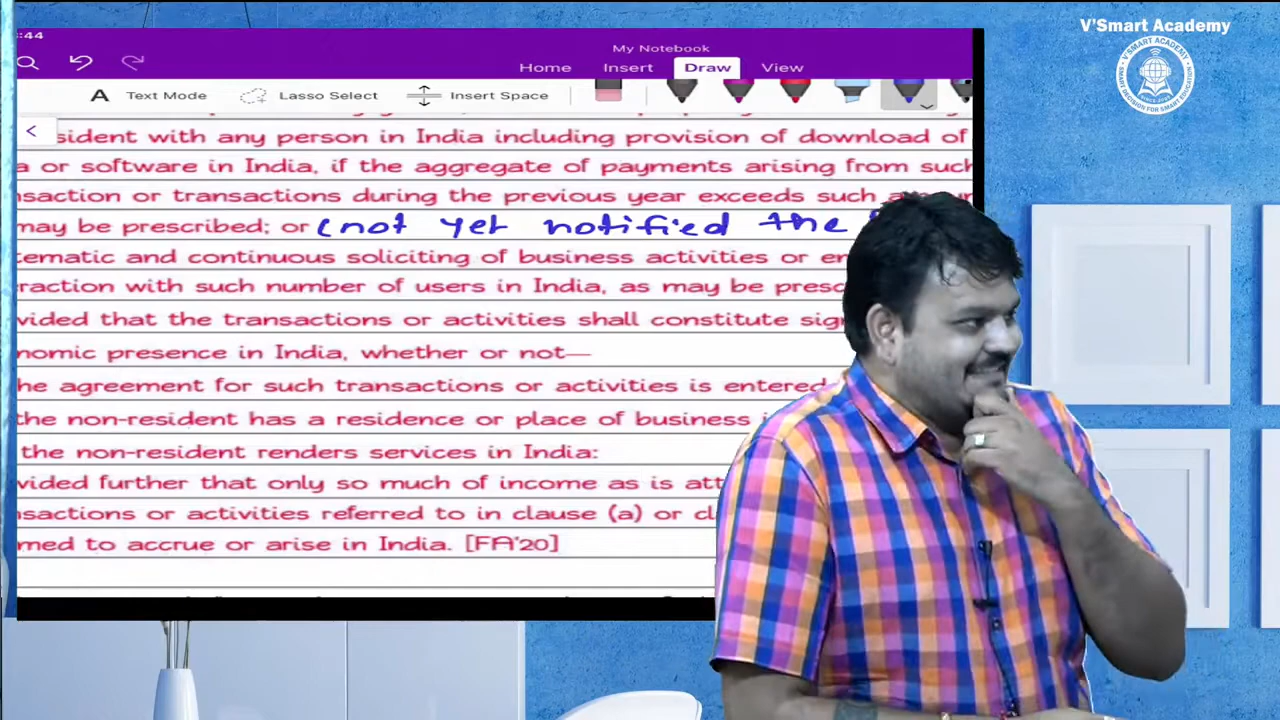 V'Smart Academy
:44
My Notebook
Home Insert Draw View
Text Mode Lasso Select Insert Space
sident with any person in India including provision of download of
a or software in India, if the aggregate of payments arising from such
nsaction or transactions during the previous year exceeds such
may be prescribed; or (not yet notified the
tematic and continuous soliciting of business activities or en
eraction with such number of users in India, as may be presc
vided that the transactions or activities shall constitute sig
nomic presence in India, whether or not—
he agreement for such transactions or activities is entered
the non-resident has a residence or place of business i
the non-resident renders services in India:
vided further that only so much of income as is att
nsactions or activities referred to in clause (a) or cl
med to accrue or arise in India. [FA'20]